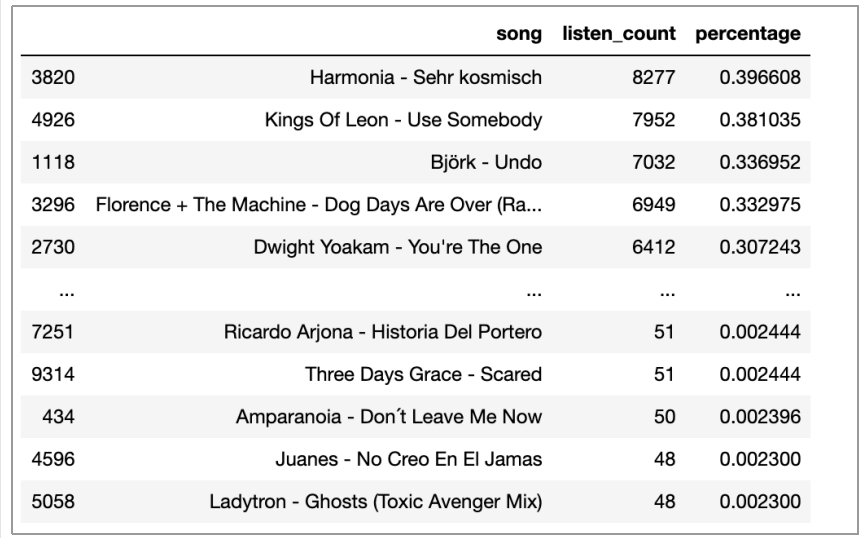 song listen_count percentage
3820 Harmonia - Sehr kosmisch 8277 0.396608
4926 Kings Of Leon - Use Somebody 7952 0.381035
1118 Björk - Undo 7032 0.336952
3296 Florence + The Machine - Dog Days Are Over (Ra... 6949 0.332975
2730 Dwight Yoakam - You're The One 6412 0.307243
... ... ... ...
7251 Ricardo Arjona - Historia Del Portero 51 0.002444
9314 Three Days Grace - Scared 51 0.002444
434 Amparanoia - Don´t Leave Me Now 50 0.002396
4596 Juanes - No Creo En El Jamas 48 0.002300
5058 Ladytron - Ghosts (Toxic Avenger Mix) 48 0.002300